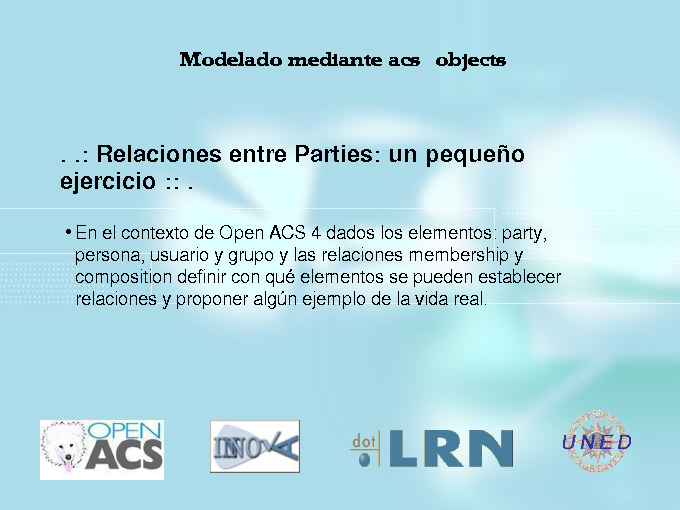 Modelado mediante acs objects
. .: Relaciones entre Parties: un pequeño
ejercicio :: .
• En el contexto de Open ACS 4 dados los elementos: party,
persona, usuario y grupo y las relaciones membership y
composition definir con qué elementos se pueden establecer
relaciones y proponer algún ejemplo de la vida real.
OPEN
ACS
INNOVA
dot LRN
UNED